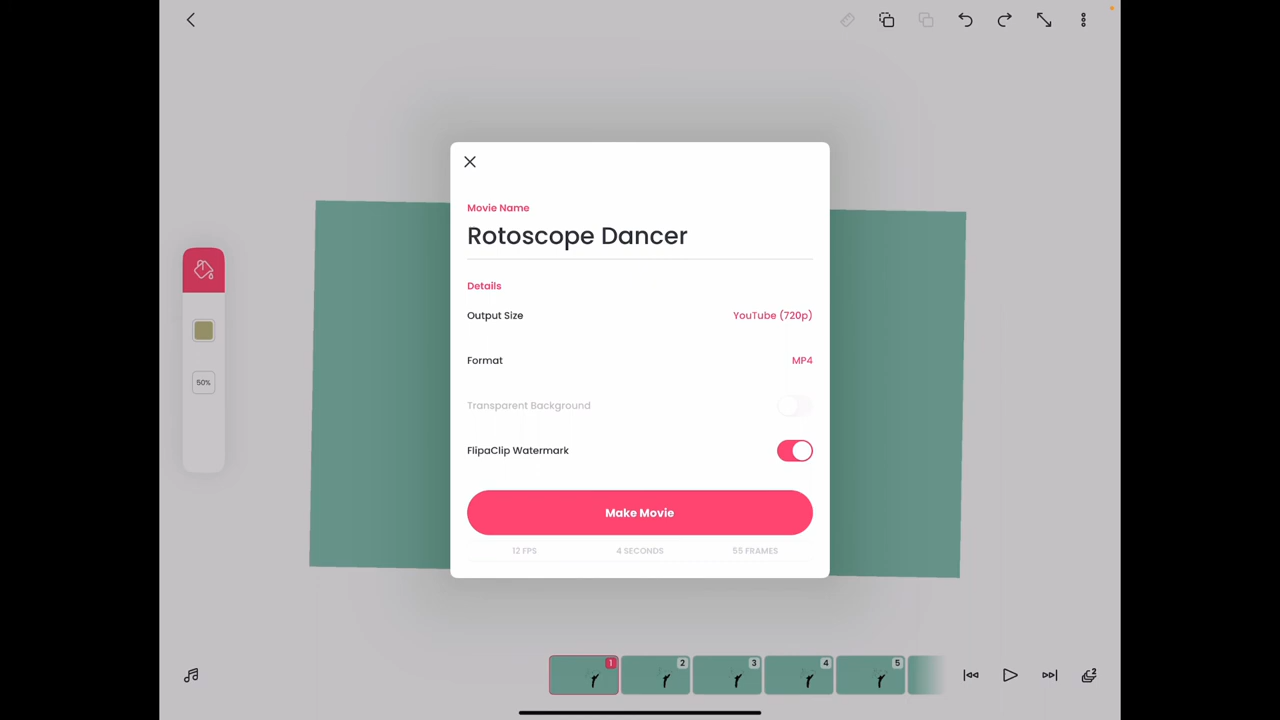 Movie Name
Rotoscope Dancer
Details
Output Size YouTube (720p)
Format MP4
Transparent Background
FlipaClip Watermark
50%
Make Movie
12 FPS 4 SECONDS 55 FRAMES
1 2 3 4 5
2